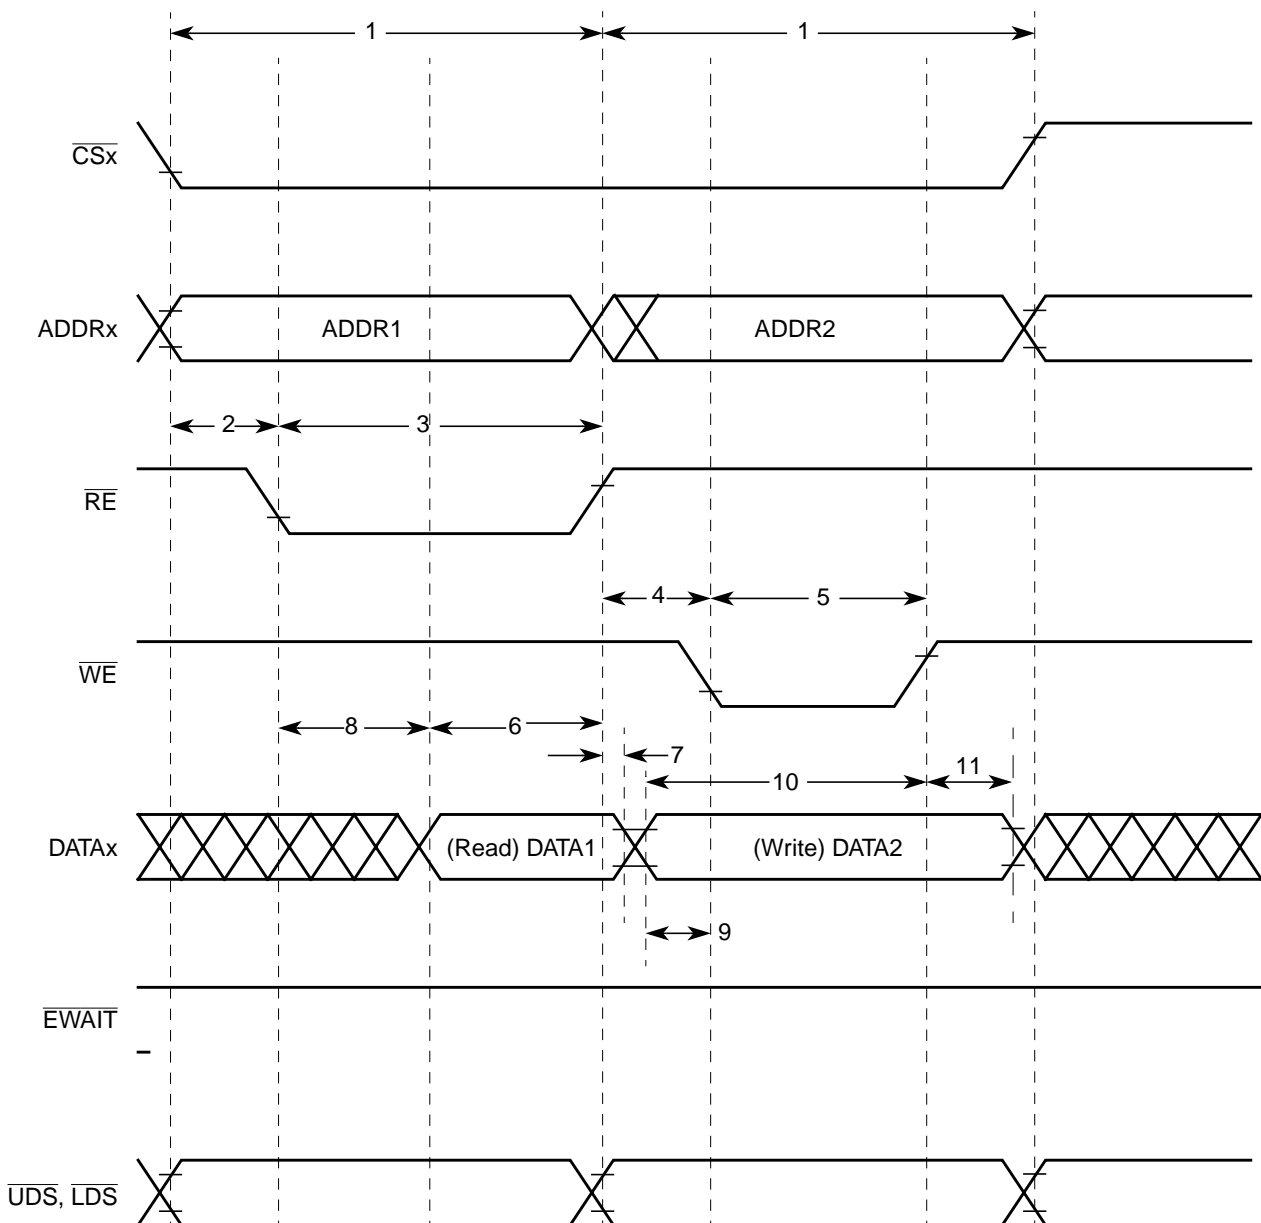 1 1
CSx
ADDRx ADDR1 ADDR2
2 3
RE
4 5
WE
8 6
7
10 11
DATAx (Read) DATA1 (Write) DATA2
9
EWAIT
UDS, LDS